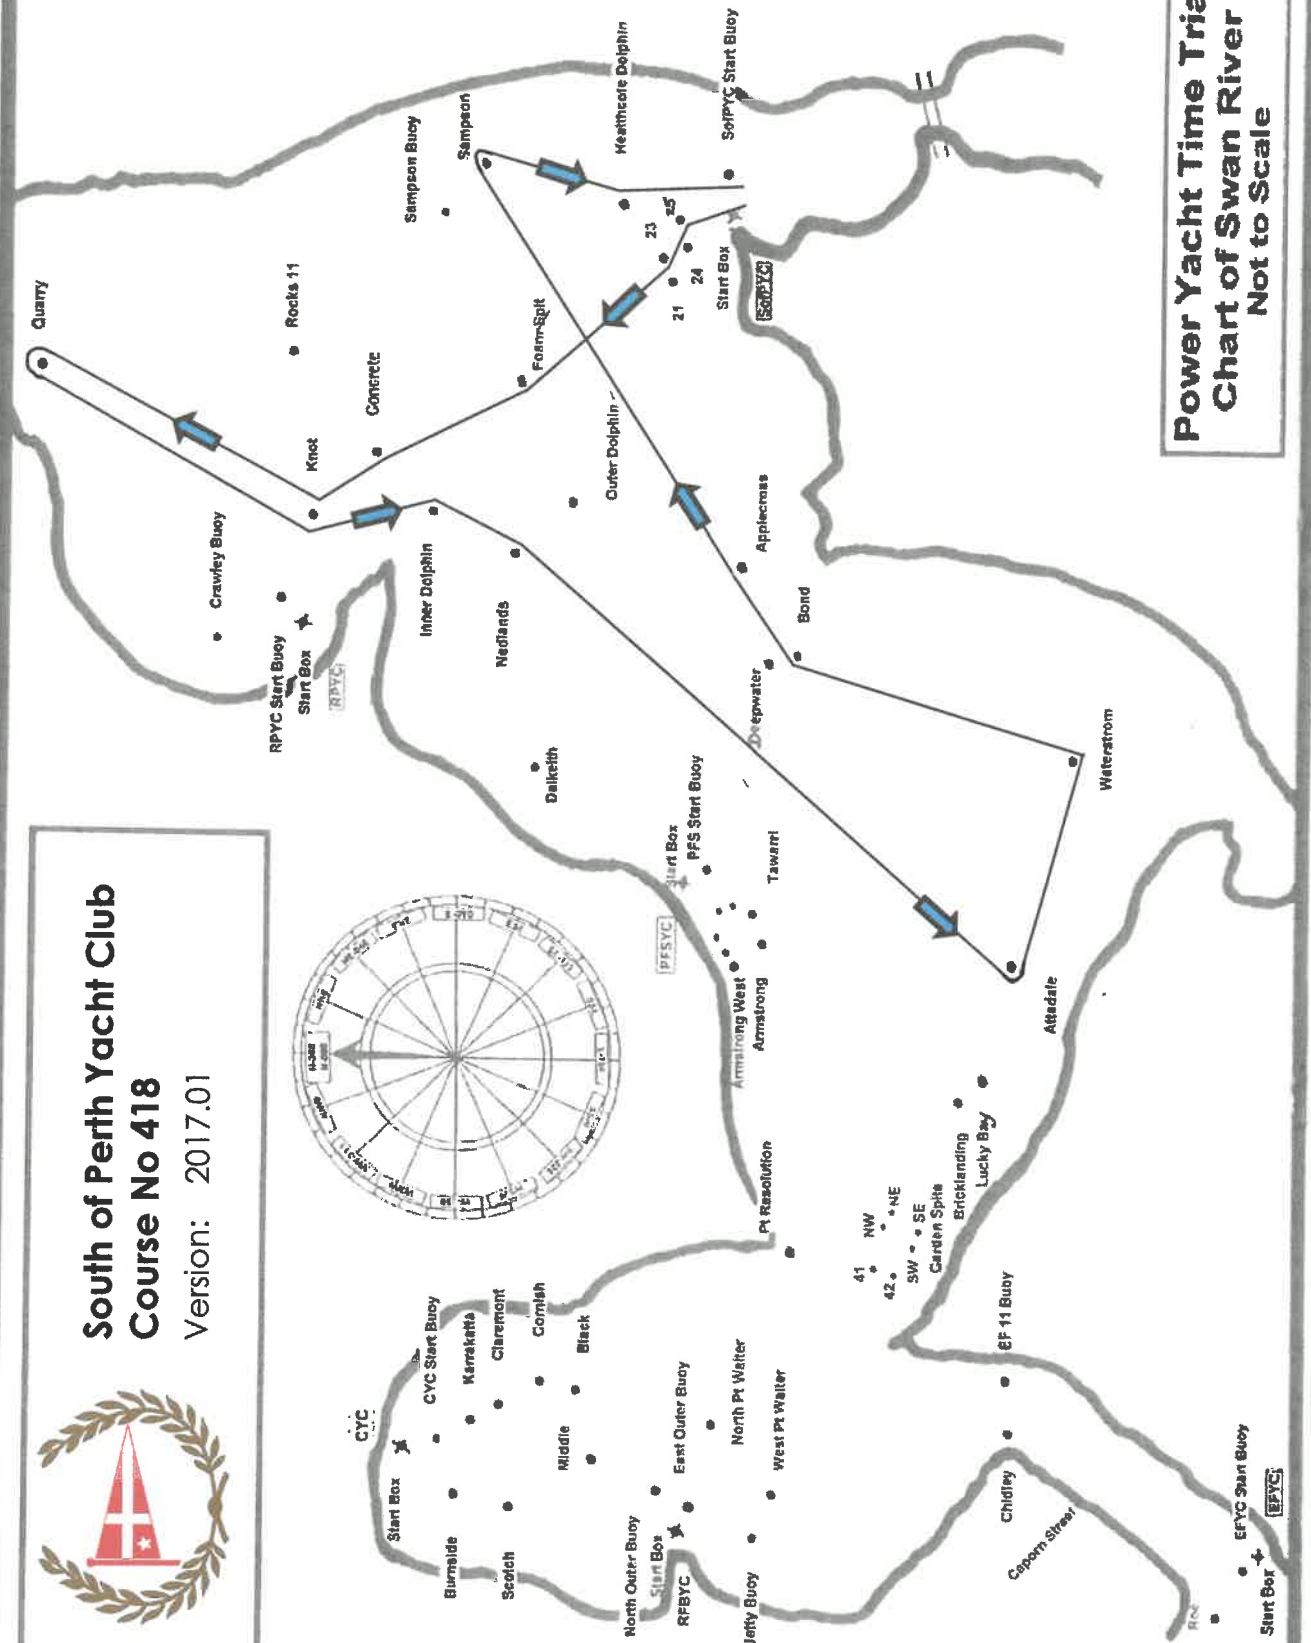 South of Perth Yacht Club
Course No 418
Version: 2017.01
Power Yacht Time Tria
Chart of Swan River
Not to Scale
Quarry
Rocks 11
Concrete
Knot
Crawley Buoy
RPYC Start Buoy
Start Box
RPYC
Inner Dolphin
Nedlands
Dalkeith
Sampson Buoy
Sampson
Heathcote Dolphin
SofPYC Start Buoy
23
25
21
24
Start Box
SofPYC
Foam Spit
Outer Dolphin
Applecross
Bond
Deepwater
Waterstrom
Start Box
PFS Start Buoy
PFSYC
Tawarri
Armstrong West
Armstrong
Attadale
Pt Resolution
Lucky Bay
Bricklanding
Garden Spits
NW
NE
SE
SW
41
42
CYC
CYC Start Buoy
Start Box
Karrakatta
Claremont
Cornish
Black
Middle
Burnside
Scotch
North Outer Buoy
East Outer Buoy
Start Box
RFBYC
Jetty Buoy
North Pt Walter
West Pt Walter
EF 11 Buoy
Chidley
Caporn Street
EFYC Start Buoy
EFYC
Start Box